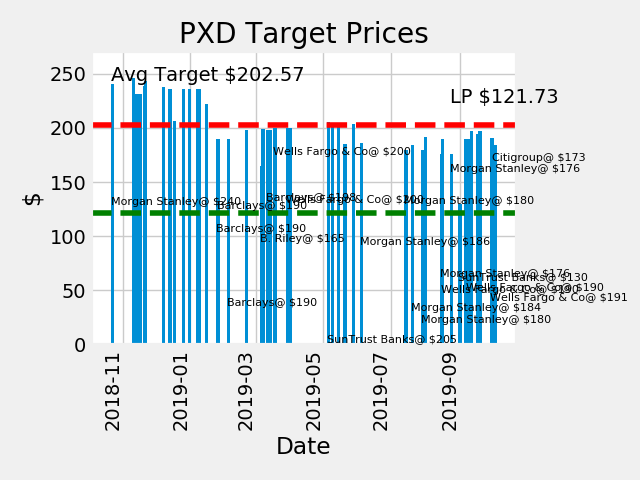 PXD Target Prices
Avg Target $202.57
LP $121.73
250
200
150
100
50
0
$
Wells Fargo & Co@ $200
Citigroup@ $173
Morgan Stanley@ $176
Morgan Stanley@ $240
Barclays@ $190
Barclays@ $198
Wells Fargo & Co@ $200
Morgan Stanley@ $180
Barclays@ $190
B. Riley@ $165
Morgan Stanley@ $186
Morgan Stanley@ $176
SunTrust Banks@ $130
Wells Fargo & Co@ $190
Wells Fargo & Co@ $190
Wells Fargo & Co@ $191
Barclays@ $190
Morgan Stanley@ $184
Morgan Stanley@ $180
SunTrust Banks@ $205
2018-11
2019-01
2019-03
2019-05
2019-07
2019-09
Date